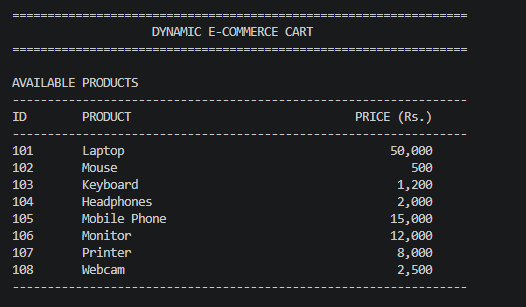 =================================================================
DYNAMIC E-COMMERCE CART
=================================================================
AVAILABLE PRODUCTS
-----------------------------------------------------------------
ID PRODUCT PRICE (Rs.)
-----------------------------------------------------------------
101 Laptop 50,000
102 Mouse 500
103 Keyboard 1,200
104 Headphones 2,000
105 Mobile Phone 15,000
106 Monitor 12,000
107 Printer 8,000
108 Webcam 2,500
-----------------------------------------------------------------